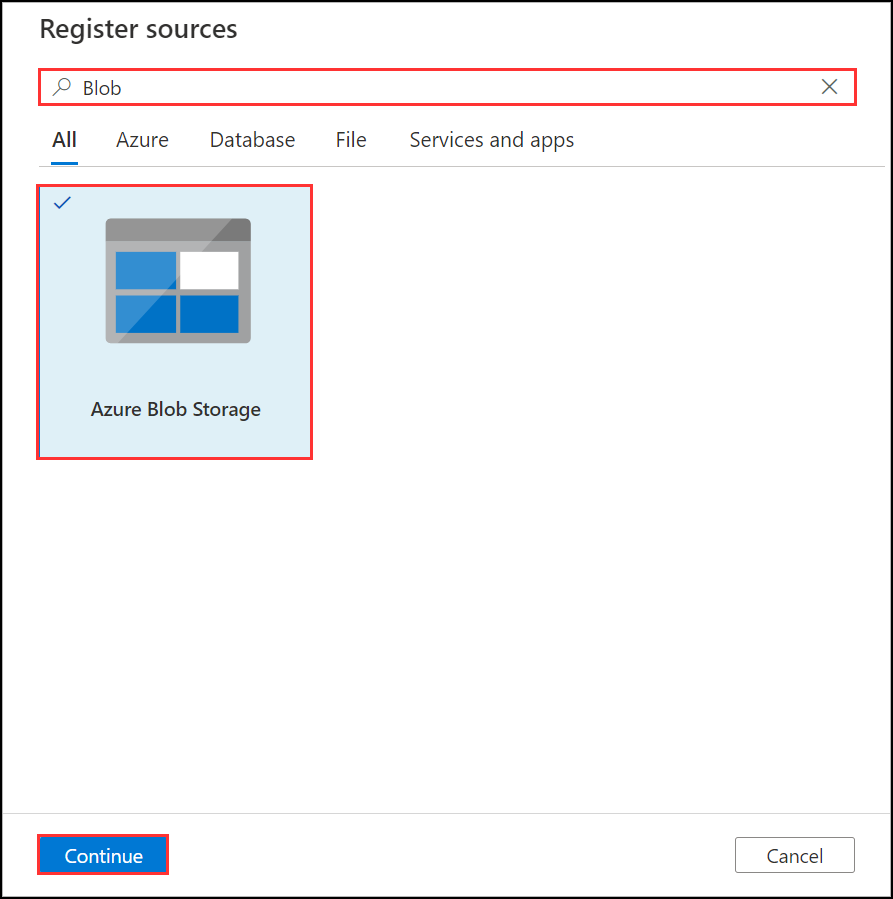 Register sources
Blob
All Azure Database File Services and apps
Azure Blob Storage
Continue Cancel